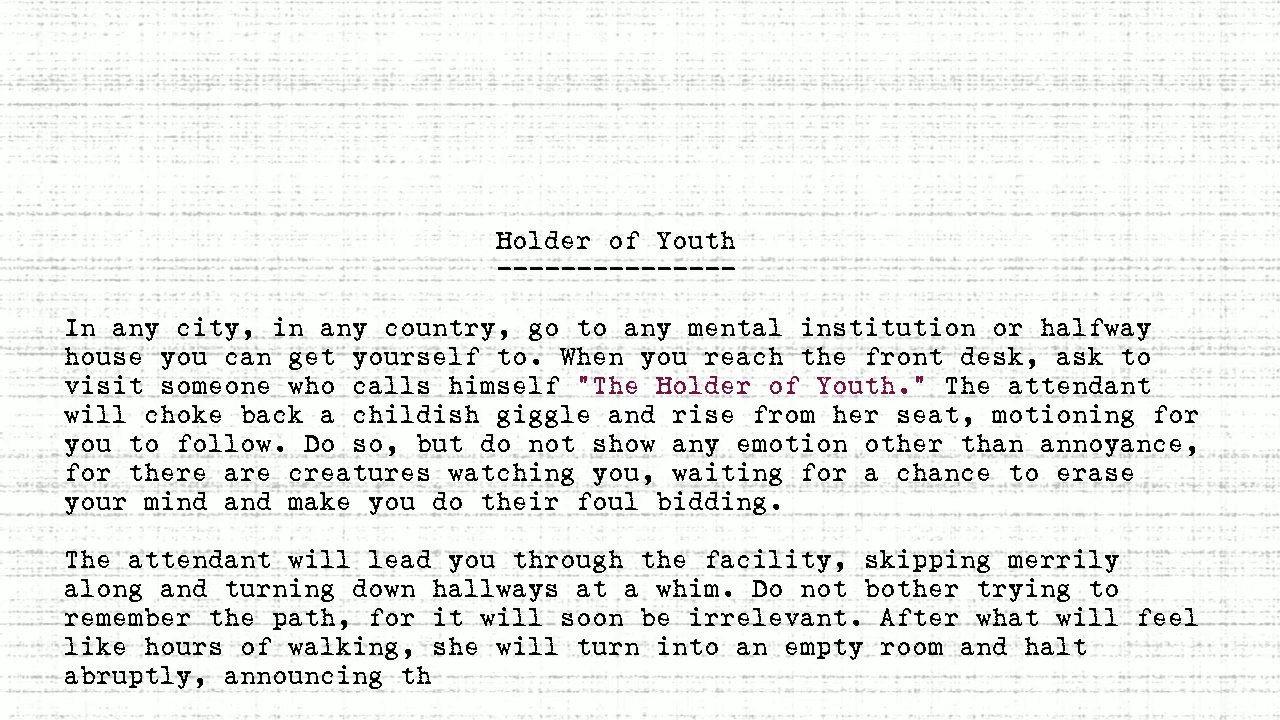 Holder of Youth
---------------
In any city, in any country, go to any mental institution or halfway
house you can get yourself to. When you reach the front desk, ask to
visit someone who calls himself "The Holder of Youth." The attendant
will choke back a childish giggle and rise from her seat, motioning for
you to follow. Do so, but do not show any emotion other than annoyance,
for there are creatures watching you, waiting for a chance to erase
your mind and make you do their foul bidding.
The attendant will lead you through the facility, skipping merrily
along and turning down hallways at a whim. Do not bother trying to
remember the path, for it will soon be irrelevant. After what will feel
like hours of walking, she will turn into an empty room and halt
abruptly, announcing th